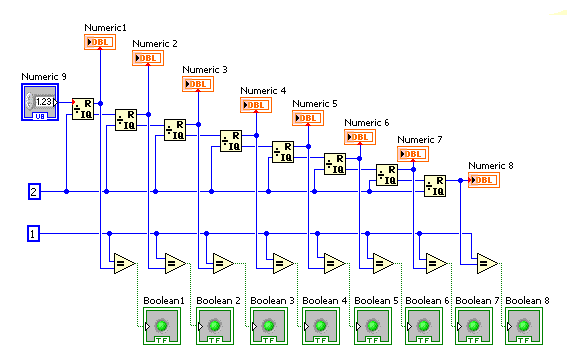 Numeric1
DBL
Numeric 2
DBL
Numeric 3
DBL
Numeric 9
1.23
U8
Numeric 4
DBL
Numeric 5
DBL
Numeric 6
DBL
Numeric 7
DBL
Numeric 8
DBL
÷ R IQ
÷ R IQ
÷ R IQ
÷ R IQ
÷ R IQ
÷ R IQ
÷ R IQ
÷ R IQ
2
1
= = = = = = = =
Boolean1 Boolean 2 Boolean 3 Boolean 4 Boolean 5 Boolean 6 Boolean 7 Boolean 8
TF TF TF TF TF TF TF TF